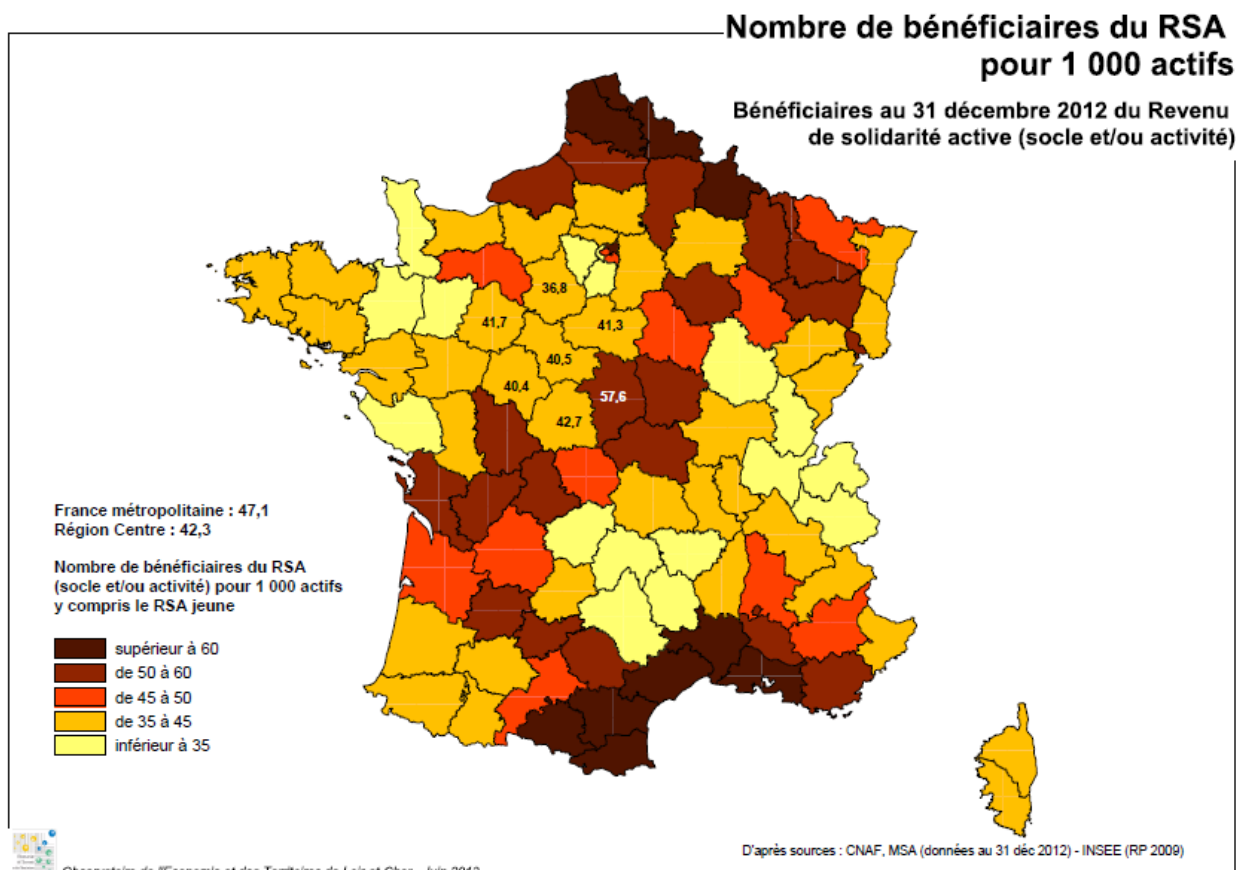 Nombre de bénéficiaires du RSA
pour 1 000 actifs
Bénéficiaires au 31 décembre 2012 du Revenu
de solidarité active (socle et/ou activité)
36,8
41,7
41,3
40,5
40,4
57,6
42,7
France métropolitaine : 47,1
Région Centre : 42,3
Nombre de bénéficiaires du RSA
(socle et/ou activité) pour 1 000 actifs
y compris le RSA jeune
supérieur à 60
de 50 à 60
de 45 à 50
de 35 à 45
inférieur à 35
D'après sources : CNAF, MSA (données au 31 déc 2012) - INSEE (RP 2009)